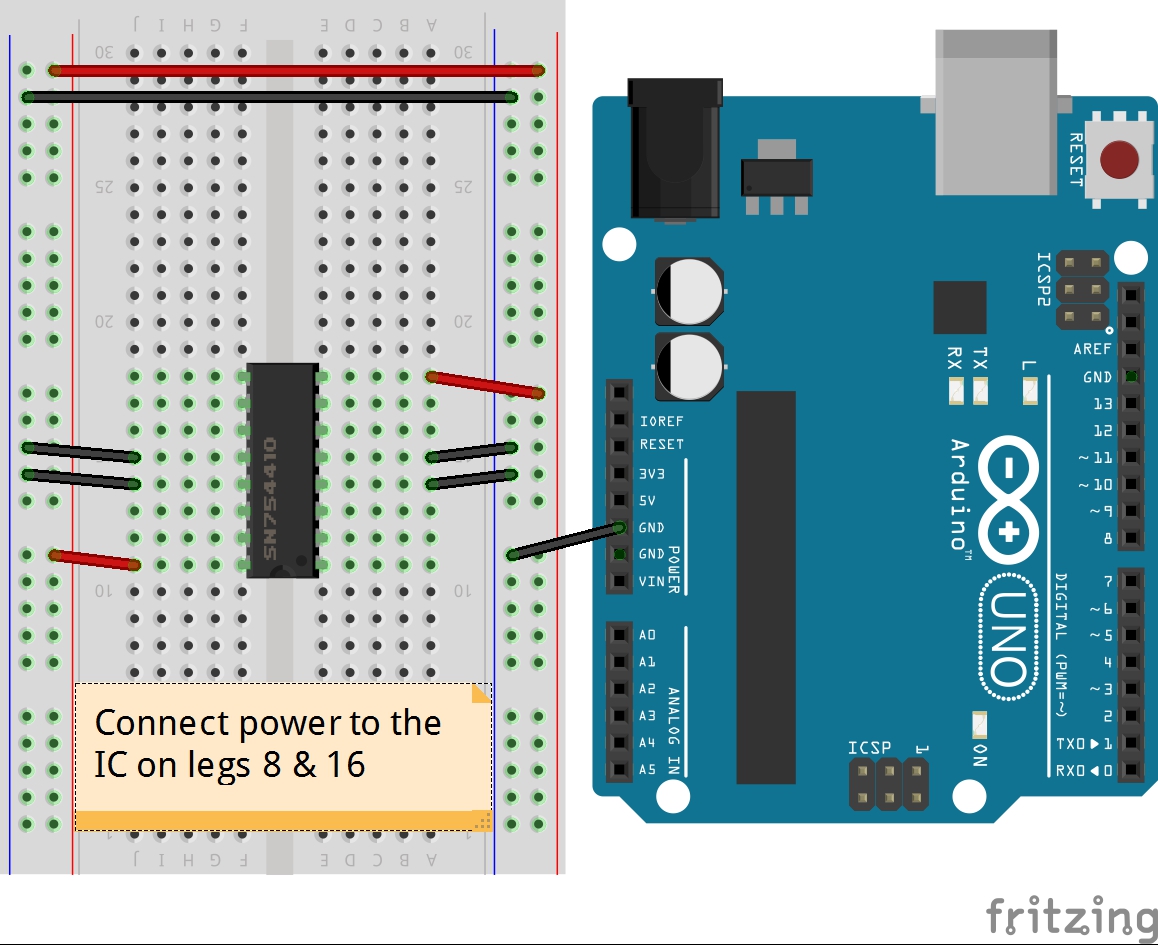 J I H G F E D C B A
30 30
25 25
20 20
SN754410
10 10
Connect power to the
IC on legs 8 & 16
1 1
J I H G F E D C B A
RESET
ICSP2
AREF
GND
13
12
~11
~10
~9
8
7
~6
~5
4
~3
2
TX0▶1
RX0◀0
RX TX L
IOREF
RESET
3V3
5V
GND
GND
VIN
POWER
A0
A1
A2
A3
A4
A5
ANALOG IN
Arduino™
UNO
DIGITAL (PWM=~)
ON
ICSP 1
fritzing